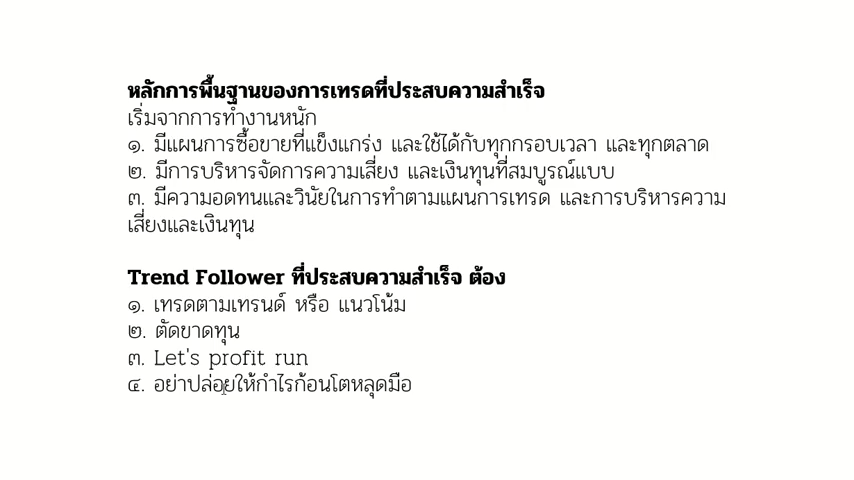 หลักการพื้นฐานของการเทรดที่ประสบความสำเร็จ
เริ่มจากการทำงานหนัก
๑. มีแผนการซื้อขายที่แข็งแกร่ง และใช้ได้กับทุกกรอบเวลา และทุกตลาด
๒. มีการบริหารจัดการความเสี่ยง และเงินทุนที่สมบูรณ์แบบ
๓. มีความอดทนและวินัยในการทำตามแผนการเทรด และการบริหารความ
เสี่ยงและเงินทุน
Trend Follower ที่ประสบความสำเร็จ ต้อง
๑. เทรดตามเทรนด์ หรือ แนวโน้ม
๒. ตัดขาดทุน
๓. Let's profit run
๔. อย่าปล่อยให้กำไรก้อนโตหลุดมือ